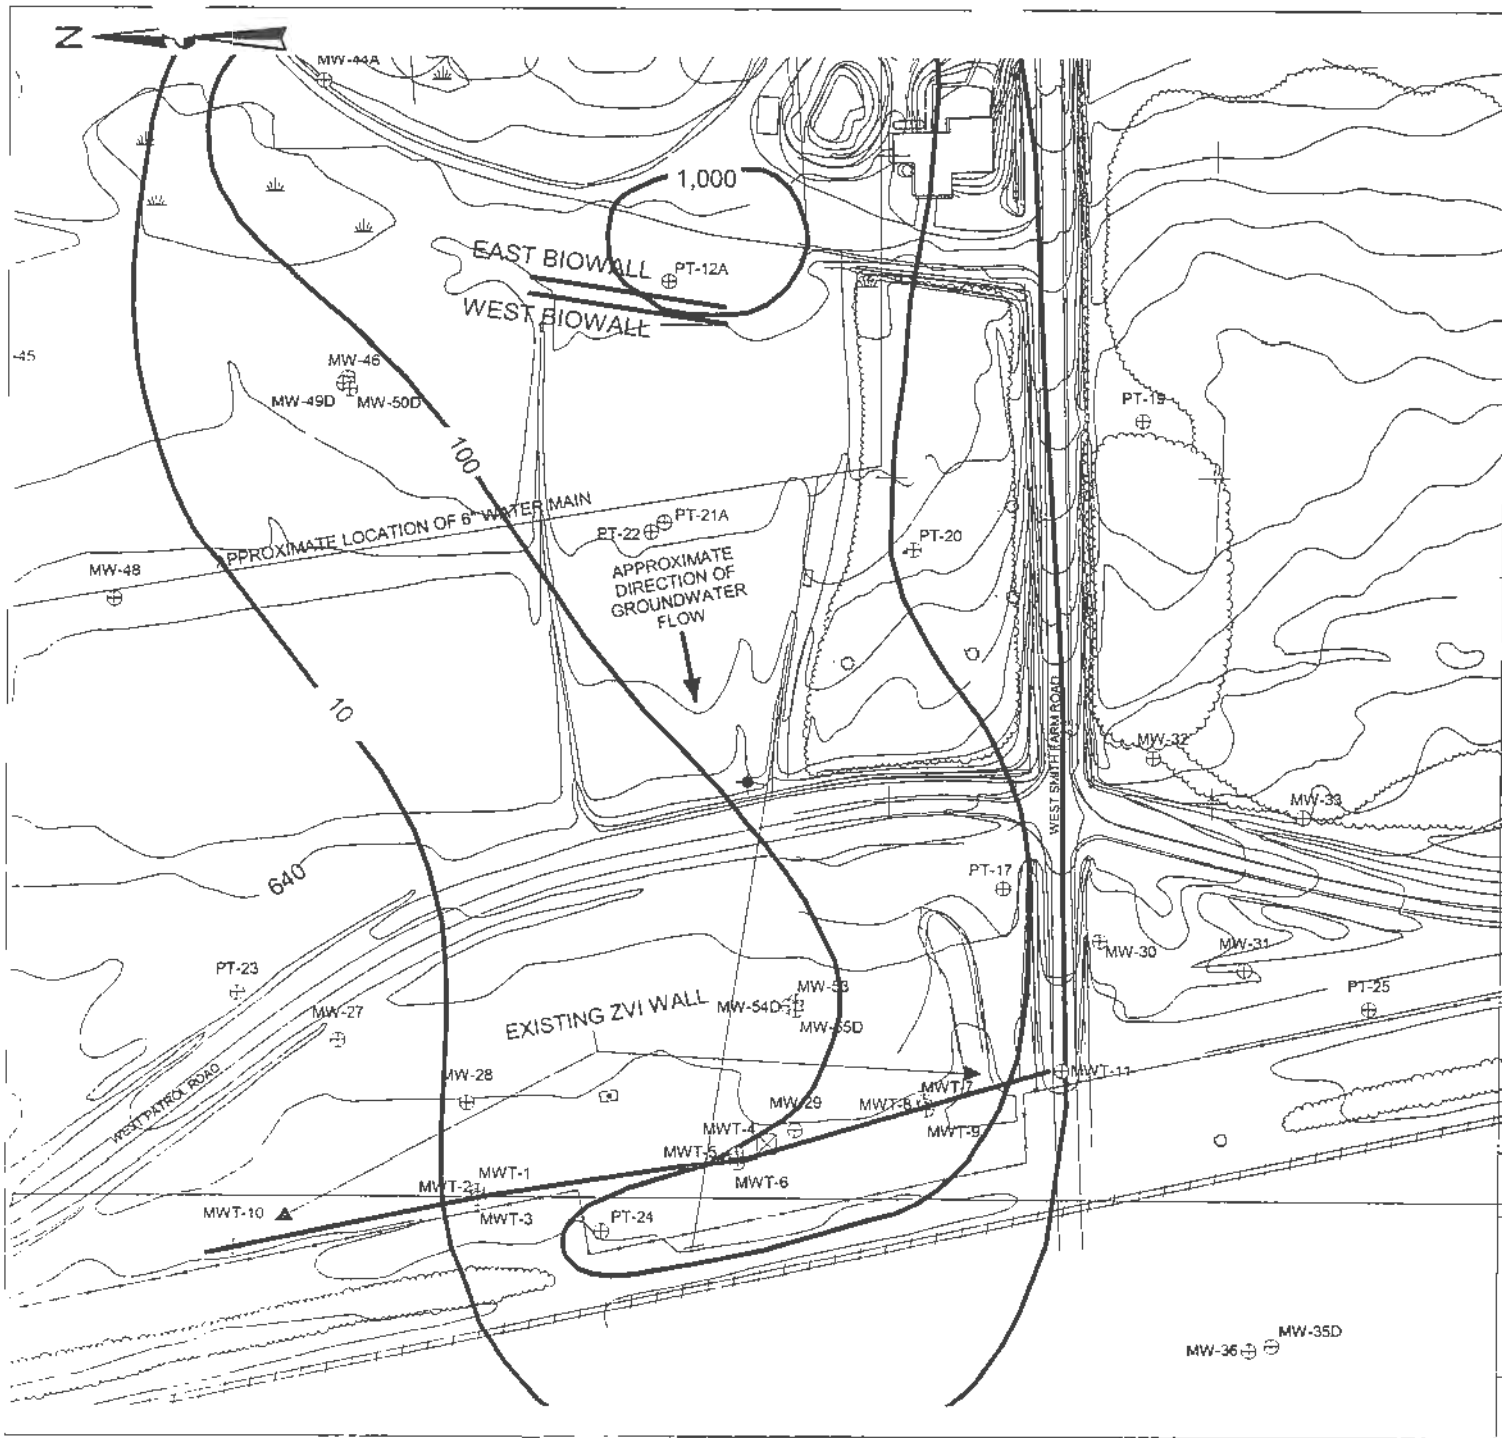 N
MW-44A
1,000
EAST BIOWALL
PT-12A
WEST BIOWALL
-45
MW-46
MW-49D
MW-50D
PT-19
100
APPROXIMATE LOCATION OF 6" WATER MAIN
PT-21A
PT-22
PT-20
APPROXIMATE
DIRECTION OF
GROUNDWATER
FLOW
MW-48
10
WEST SMITH FARM ROAD
MW-32
MW-33
640
PT-17
MW-30
MW-31
PT-23
MW-53
MW-54D
MW-55D
PT-25
EXISTING ZVI WALL
MW-27
WEST PATROL ROAD
MW-28
MWT-11
MWT-7
MWT-8
MW-29
MWT-9
MWT-4
MWT-5
MWT-6
MWT-1
MWT-2
MWT-10
MWT-3
PT-24
MW-35D
MW-36